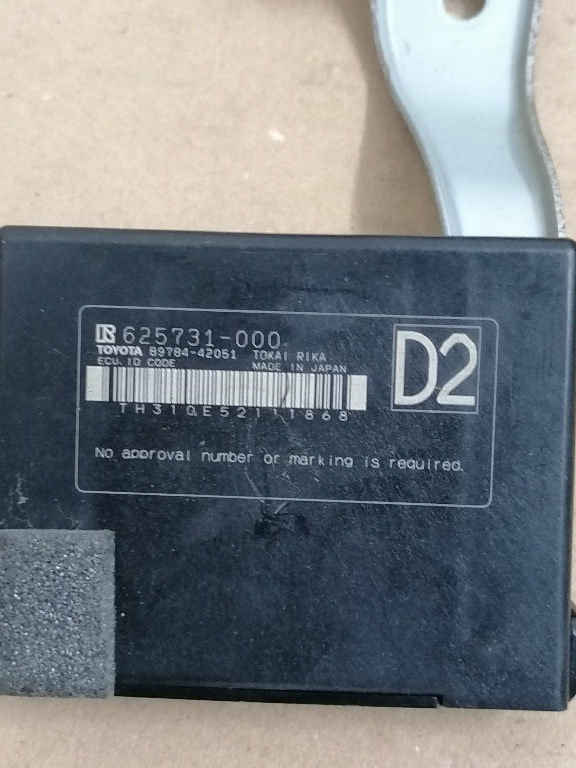 625731-000
TOYOTA 89784-42051 TOKAI RIKA
ECU. ID CODE MADE IN JAPAN
D2
TH310E52111868
No approval number or marking is required.